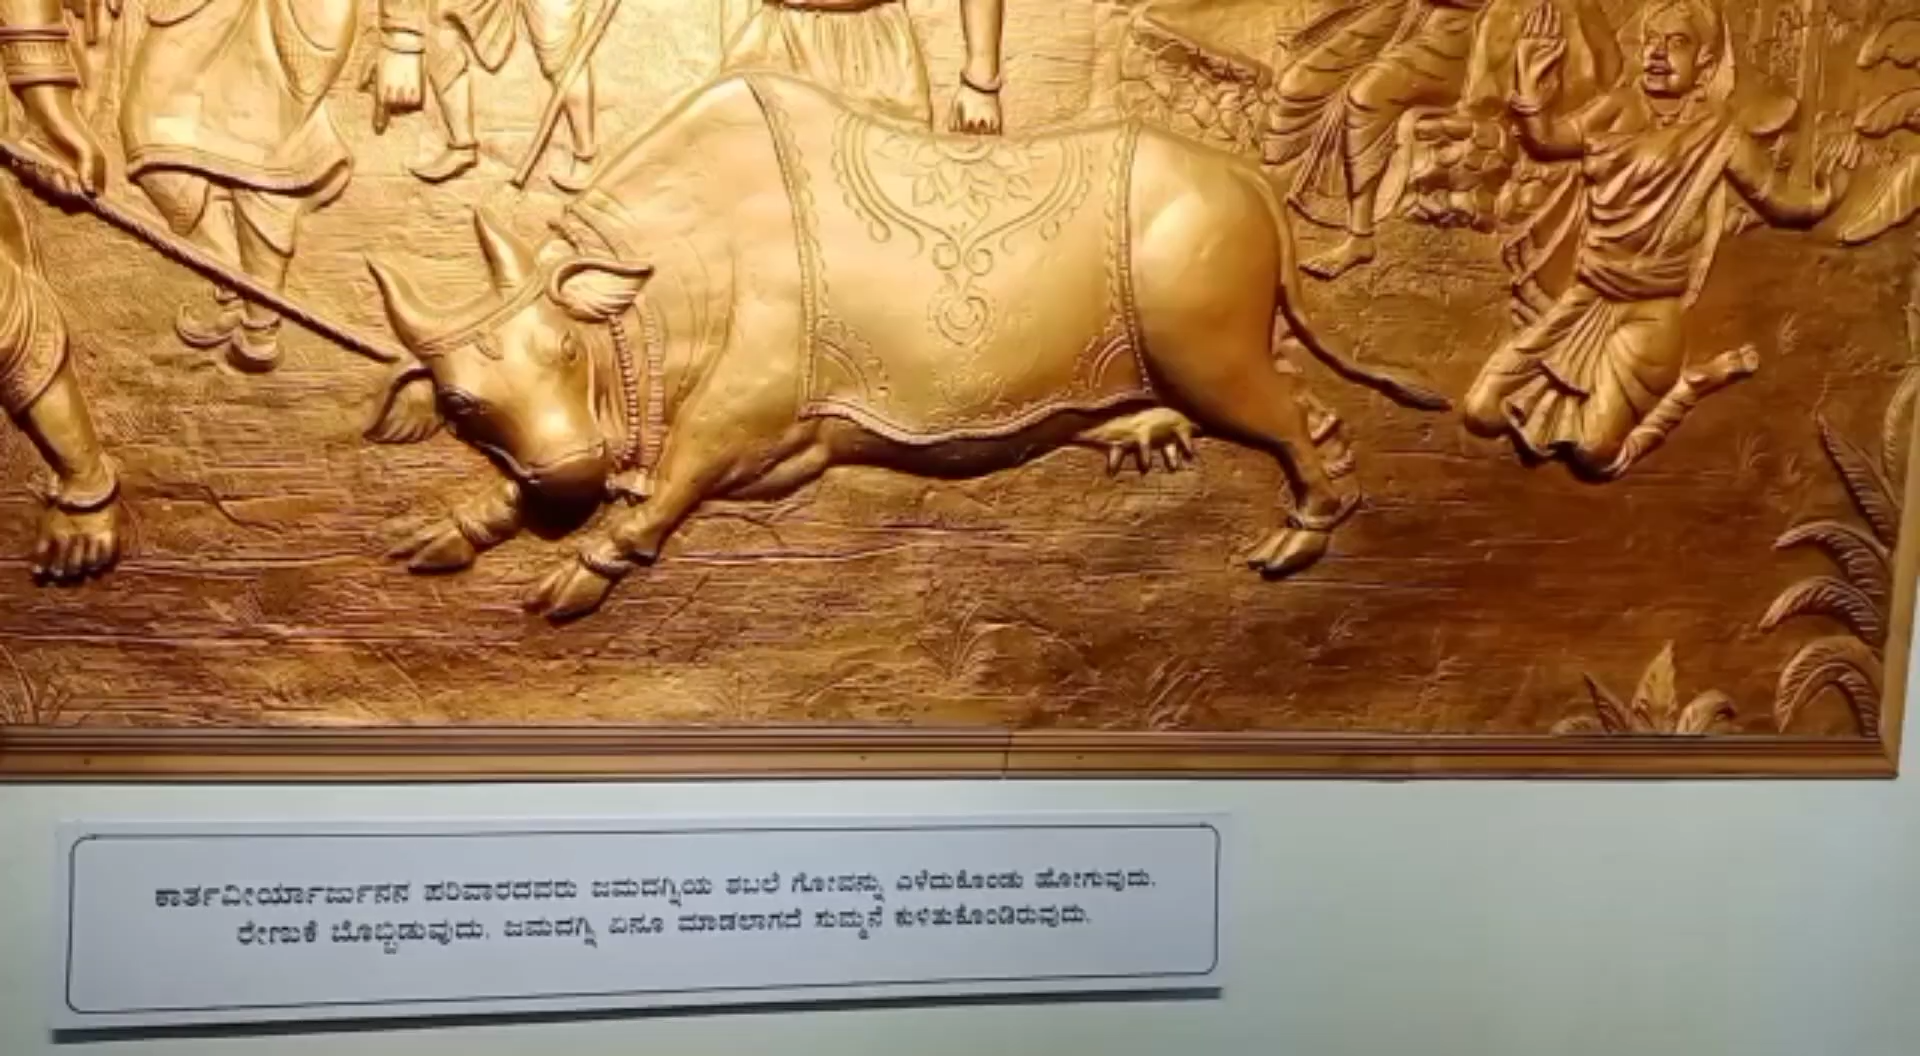 ಕಾರ್ತವೀರ್ಯಾರ್ಜುನನ ಪರಿವಾರದವರು ಜಮದಗ್ನಿಯ ಶಬಲೆ ಗೋವನ್ನು ಎಳೆದುಕೊಂಡು ಹೋಗುವುದು.
ರೇಣುಕೆ ಬೊಬ್ಬಿಡುವುದು. ಜಮದಗ್ನಿ ಏನೂ ಮಾಡಲಾಗದೆ ಸುಮ್ಮನೆ ಕುಳಿತುಕೊಂಡಿರುವುದು.